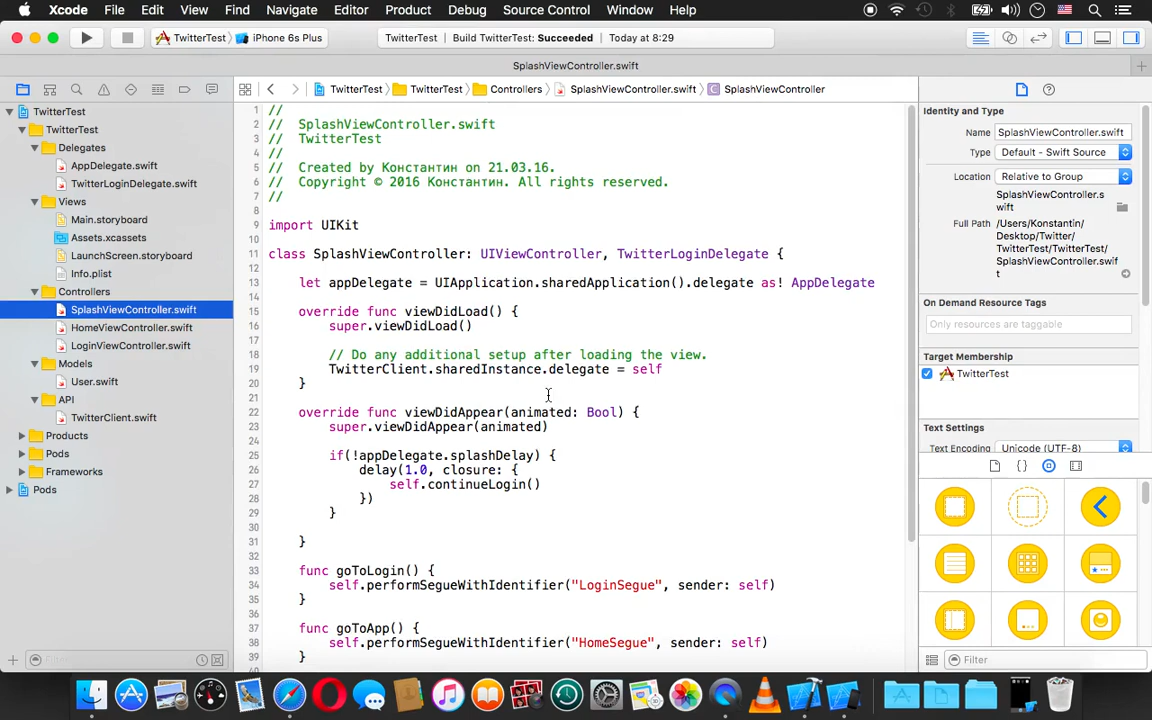 Xcode File Edit View Find Navigate Editor Product Debug Source Control Window Help
TwitterTest iPhone 6s Plus
TwitterTest Build TwitterTest: Succeeded Today at 8:29
SplashViewController.swift
TwitterTest TwitterTest Controllers SplashViewController.swift C SplashViewController
TwitterTest
TwitterTest
Delegates
AppDelegate.swift
TwitterLoginDelegate.swift
Views
Main.storyboard
Assets.xcassets
LaunchScreen.storyboard
Info.plist
Controllers
SplashViewController.swift
HomeViewController.swift
LoginViewController.swift
Models
User.swift
API
TwitterClient.swift
Products
Pods
Frameworks
Pods
Filter
1 //
2 // SplashViewController.swift
3 // TwitterTest
4 //
5 // Created by Константин on 21.03.16.
6 // Copyright © 2016 Константин. All rights reserved.
7 //
8
9 import UIKit
10
11 class SplashViewController: UIViewController, TwitterLoginDelegate {
12
13 let appDelegate = UIApplication.sharedApplication().delegate as! AppDelegate
14
15 override func viewDidLoad() {
16 super.viewDidLoad()
17
18 // Do any additional setup after loading the view.
19 TwitterClient.sharedInstance.delegate = self
20 }
21
22 override func viewDidAppear(animated: Bool) {
23 super.viewDidAppear(animated)
24
25 if(!appDelegate.splashDelay) {
26 delay(1.0, closure: {
27 self.continueLogin()
28 })
29 }
30
31 }
32
33 func goToLogin() {
34 self.performSegueWithIdentifier("LoginSegue", sender: self)
35 }
36
37 func goToApp() {
38 self.performSegueWithIdentifier("HomeSegue", sender: self)
39 }
Identity and Type
Name SplashViewController.swift
Type Default - Swift Source
Location Relative to Group
SplashViewController.s
wift
Full Path /Users/Konstantin/
Desktop/Twitter/
TwitterTest/TwitterTest/
SplashViewController.swif
t
On Demand Resource Tags
Only resources are taggable
Target Membership
TwitterTest
Text Settings
Text Encoding Unicode (UTF-8)
Filter